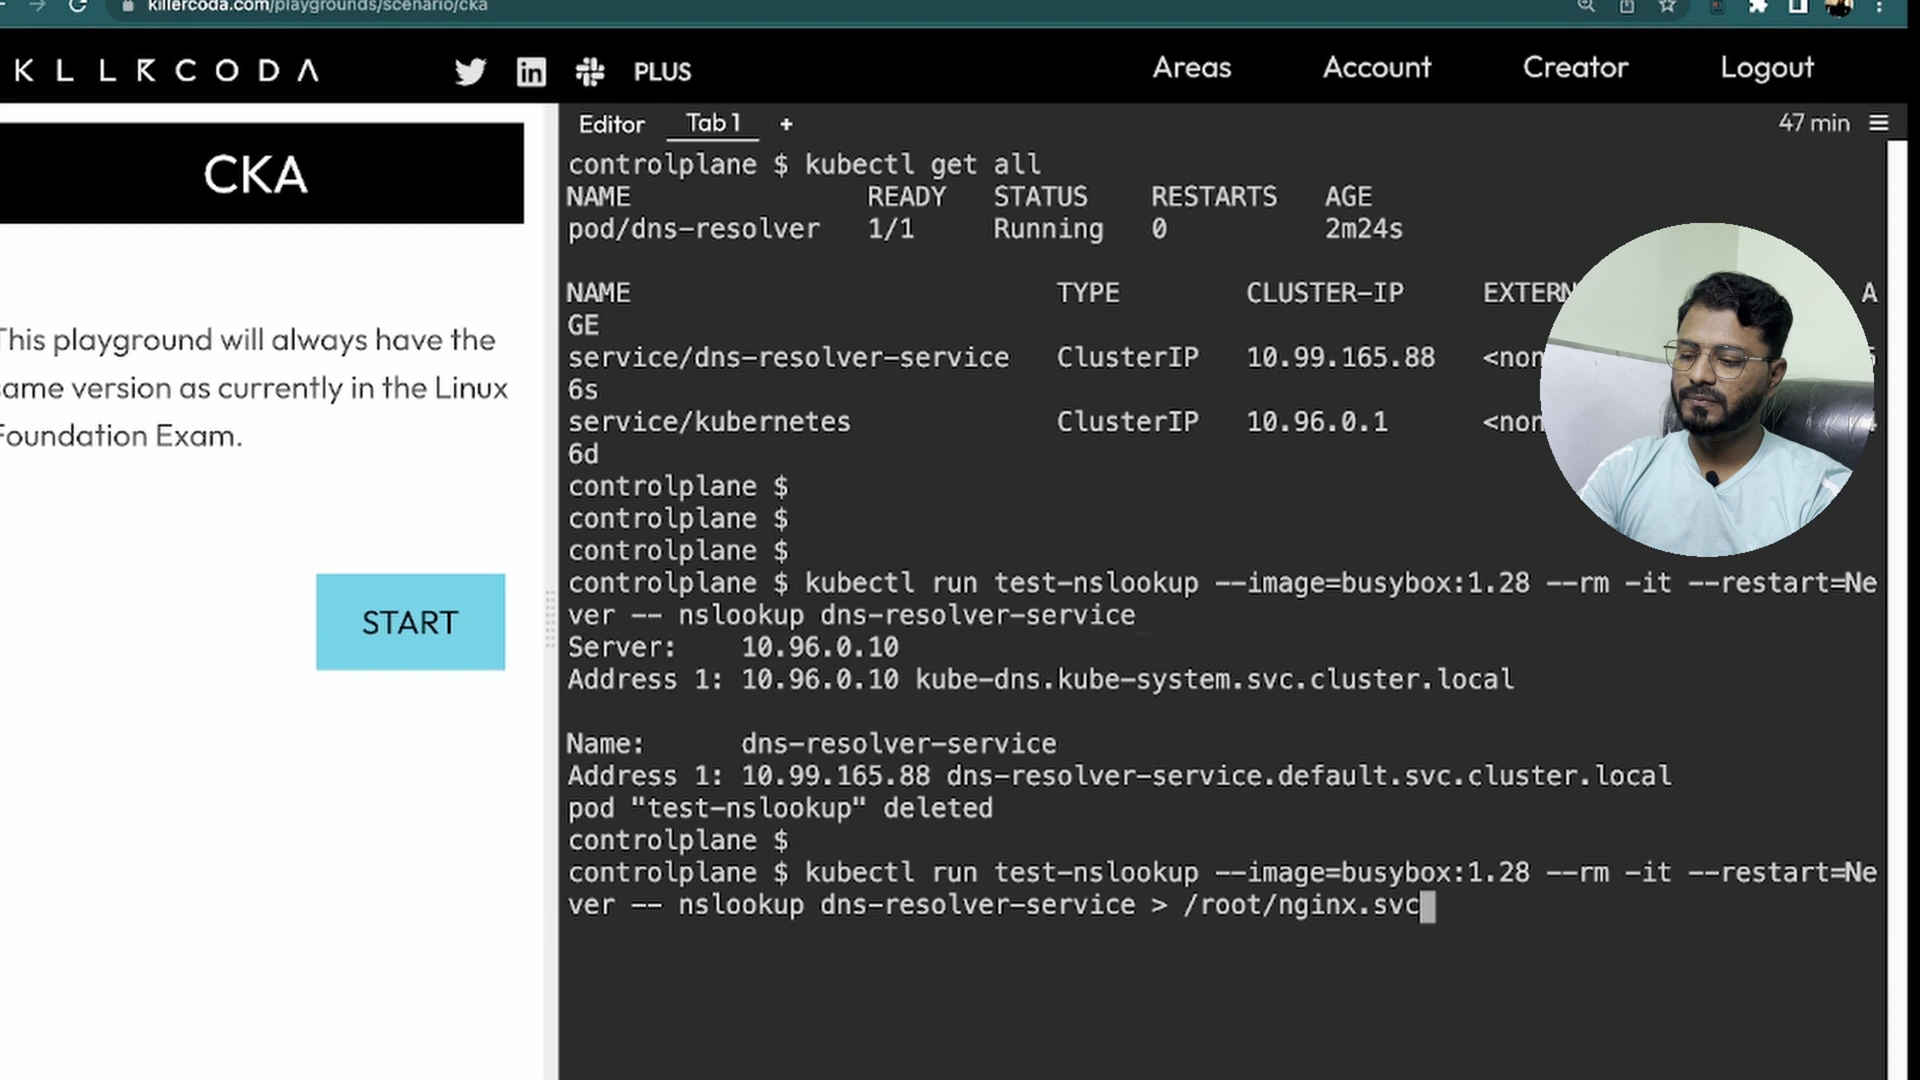 killercoda.com/playgrounds/scenario/cka
KLLRCODA PLUS Areas Account Creator Logout
Editor Tab 1 + 47 min
CKA
This playground will always have the
same version as currently in the Linux
Foundation Exam.
START
controlplane $ kubectl get all
NAME READY STATUS RESTARTS AGE
pod/dns-resolver 1/1 Running 0 2m24s
NAME TYPE CLUSTER-IP EXTERN A
GE
service/dns-resolver-service ClusterIP 10.99.165.88 <non
6s
service/kubernetes ClusterIP 10.96.0.1 <non
6d
controlplane $
controlplane $
controlplane $
controlplane $ kubectl run test-nslookup --image=busybox:1.28 --rm -it --restart=Ne
ver -- nslookup dns-resolver-service
Server: 10.96.0.10
Address 1: 10.96.0.10 kube-dns.kube-system.svc.cluster.local
Name: dns-resolver-service
Address 1: 10.99.165.88 dns-resolver-service.default.svc.cluster.local
pod "test-nslookup" deleted
controlplane $
controlplane $ kubectl run test-nslookup --image=busybox:1.28 --rm -it --restart=Ne
ver -- nslookup dns-resolver-service > /root/nginx.svc